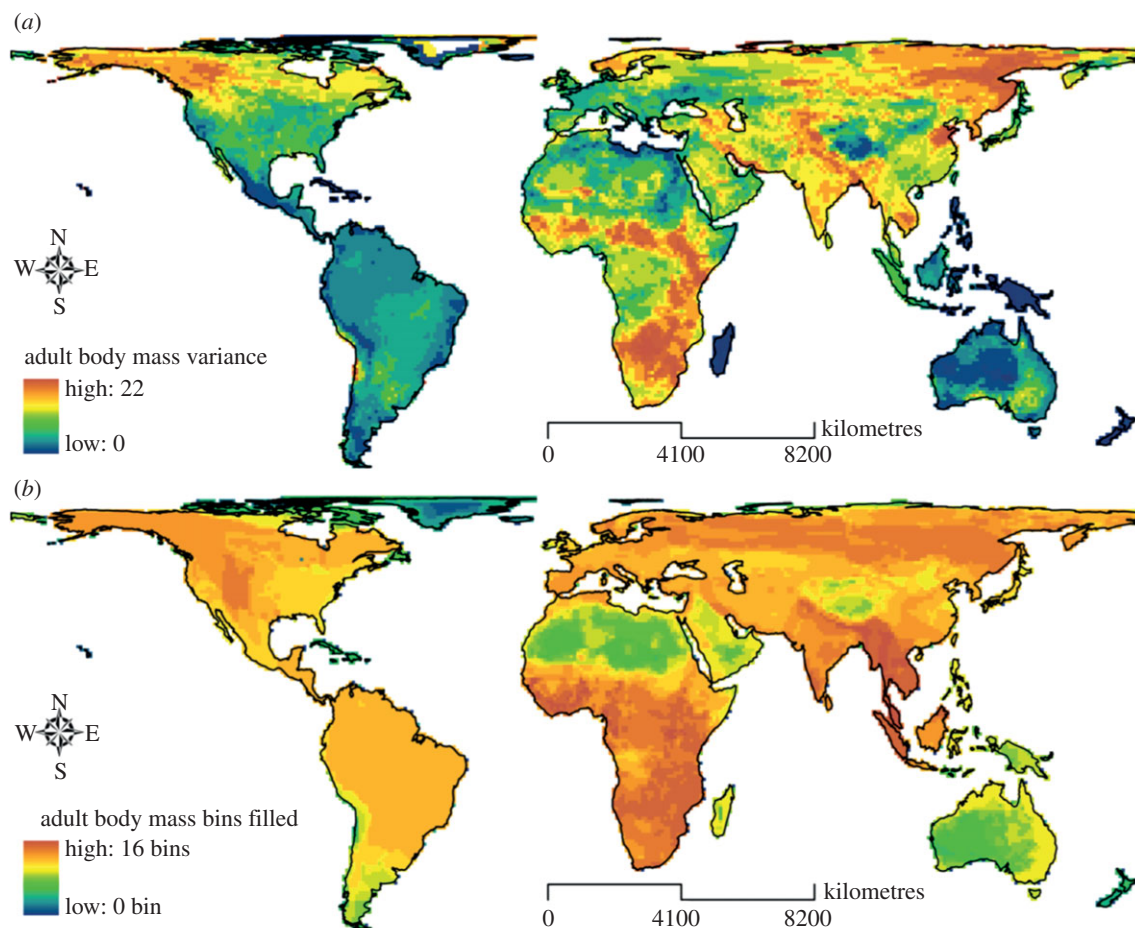 (a)
N
W E
S
adult body mass variance
high: 22
low: 0
kilometres
0 4100 8200
(b)
N
W E
S
adult body mass bins filled
high: 16 bins
low: 0 bin
kilometres
0 4100 8200